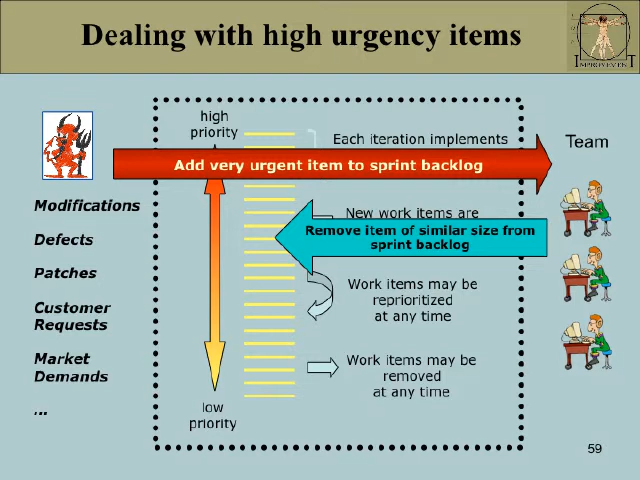 Dealing with high urgency items
IMPROVEMENT
high
priority
Each iteration implements
Team
Add very urgent item to sprint backlog
Modifications
New work items are
Remove item of similar size from
sprint backlog
Defects
Patches
Work items may be
reprioritized
at any time
Customer
Requests
Market
Demands
Work items may be
removed
at any time
...
low
priority
59